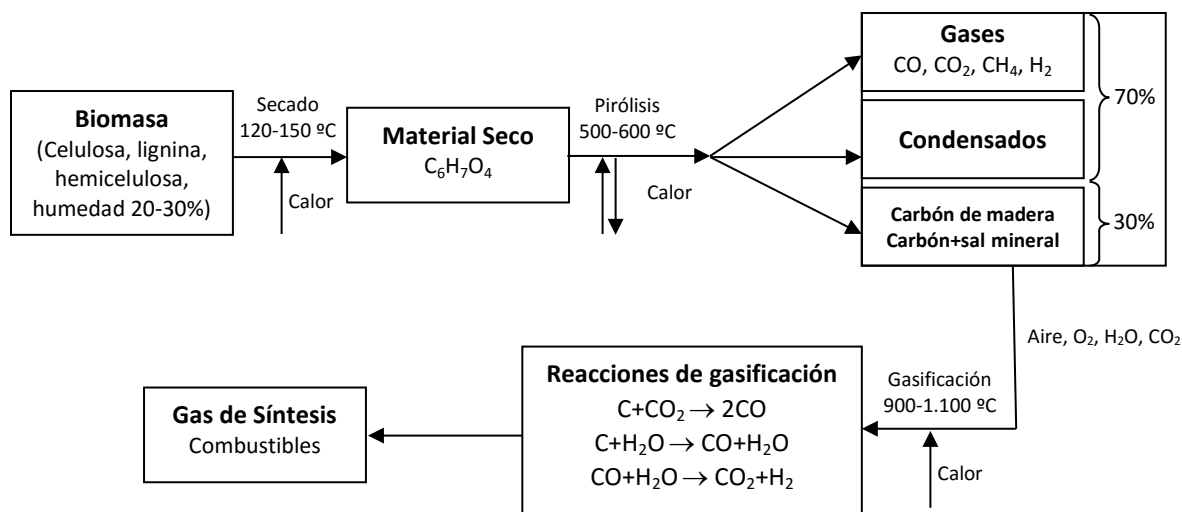 Biomasa
(Celulosa, lignina,
hemicelulosa,
humedad 20-30%)
Secado
120-150 ºC
Calor
Material Seco
C₆H₇O₄
Pirólisis
500-600 ºC
Calor
Gases
CO, CO₂, CH₄, H₂
Condensados
70%
Carbón de madera
Carbón+sal mineral
30%
Aire, O₂, H₂O, CO₂
Gasificación
900-1.100 ºC
Calor
Reacciones de gasificación
C+CO₂ → 2CO
C+H₂O → CO+H₂O
CO+H₂O → CO₂+H₂
Gas de Síntesis
Combustibles